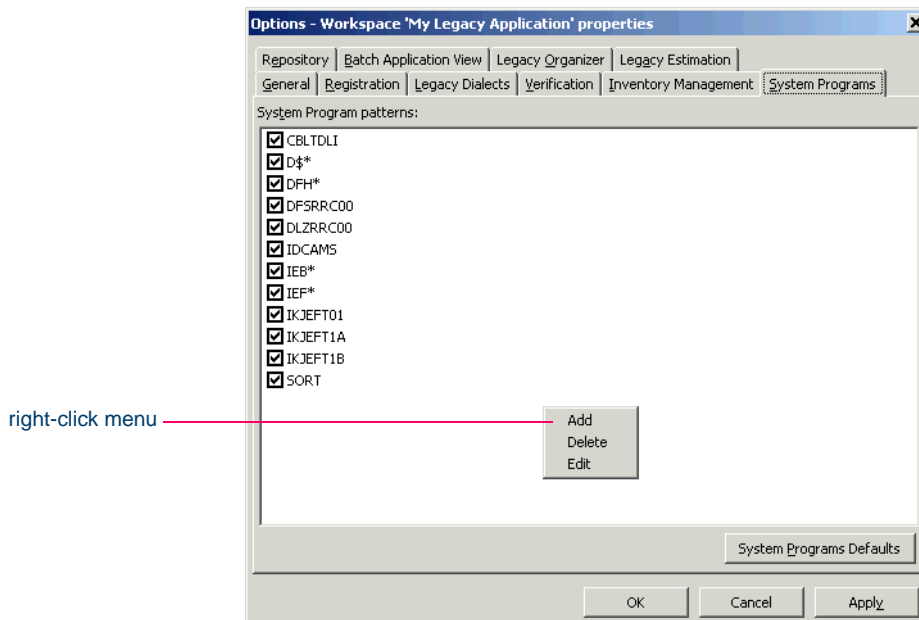 Options - Workspace 'My Legacy Application' properties
Repository Batch Application View Legacy Organizer Legacy Estimation
General Registration Legacy Dialects Verification Inventory Management System Programs
System Program patterns:
CBLTDLI
D$*
DFH*
DFSRRC00
DLZRRC00
IDCAMS
IEB*
IEF*
IKJEFT01
IKJEFT1A
IKJEFT1B
SORT
right-click menu
Add
Delete
Edit
System Programs Defaults
OK Cancel Apply